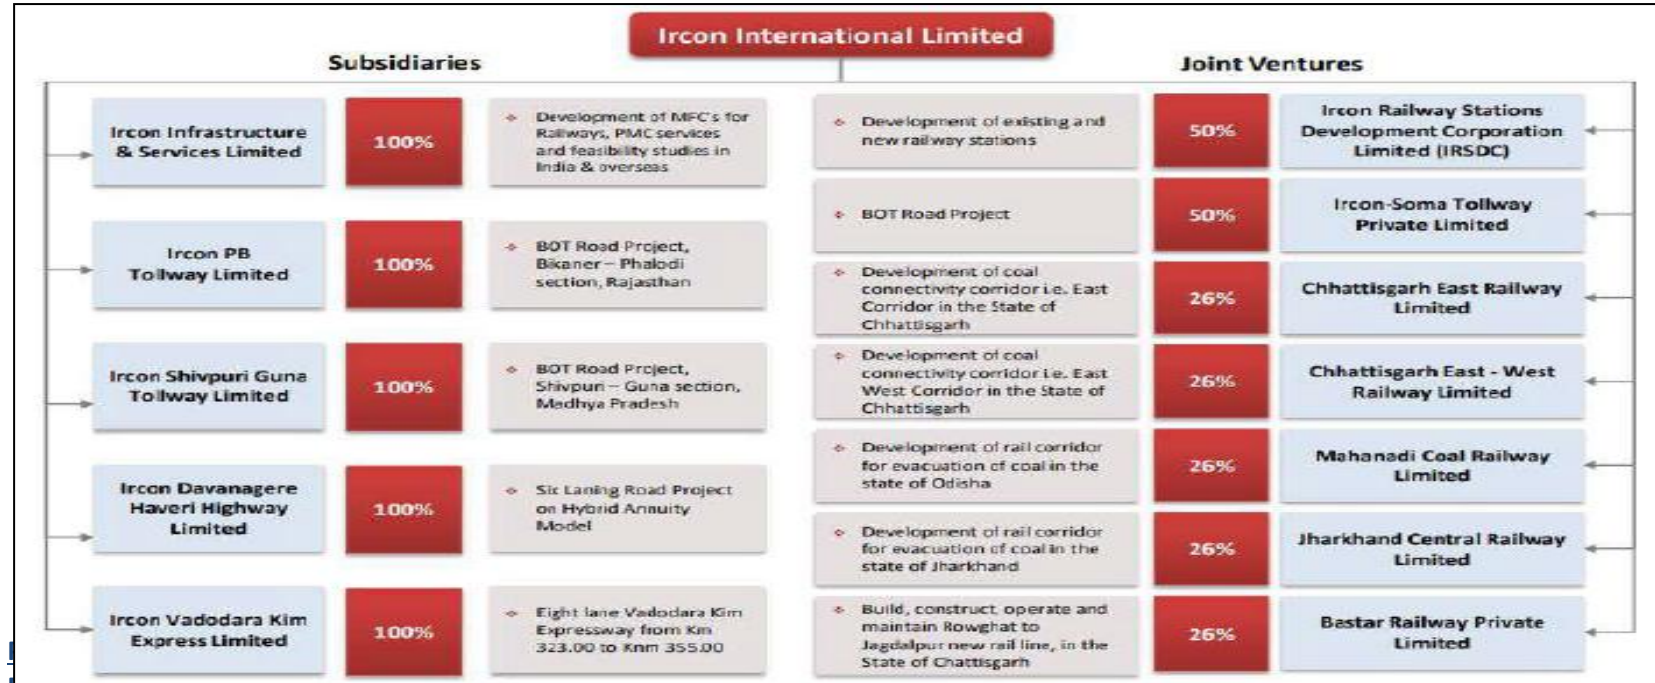 Ircon International Limited
Subsidiaries
Ircon Infrastructure
& Services Limited
100%
Development of MFC's for
Railways, PMC services
and feasibility studies in
India & overseas
Ircon PB
Tollway Limited
100%
BOT Road Project,
Bikaner – Phalodi
section, Rajasthan
Ircon Shivpuri Guna
Tollway Limited
100%
BOT Road Project,
Shivpuri – Guna section,
Madhya Pradesh
Ircon Davanagere
Haveri Highway
Limited
100%
Six Laning Road Project
on Hybrid Annuity
Model
Ircon Vadodara Kim
Express Limited
100%
Eight lane Vadodara Kim
Expressway from Km
323.00 to Knm 355.00
Joint Ventures
Development of existing and
new railway stations
50%
Ircon Railway Stations
Development Corporation
Limited (IRSDC)
BOT Road Project
50%
Ircon-Soma Tollway
Private Limited
Development of coal
connectivity corridor i.e. East
Corridor in the State of
Chhattisgarh
26%
Chhattisgarh East Railway
Limited
Development of coal
connectivity corridor i.e. East
West Corridor in the State of
Chhattisgarh
26%
Chhattisgarh East - West
Railway Limited
Development of rail corridor
for evacuation of coal in the
state of Odisha
26%
Mahanadi Coal Railway
Limited
Development of rail corridor
for evacuation of coal in the
state of Jharkhand
26%
Jharkhand Central Railway
Limited
Build, construct, operate and
maintain Rowghat to
Jagdalpur new rail line, in the
State of Chattisgarh
26%
Bastar Railway Private
Limited